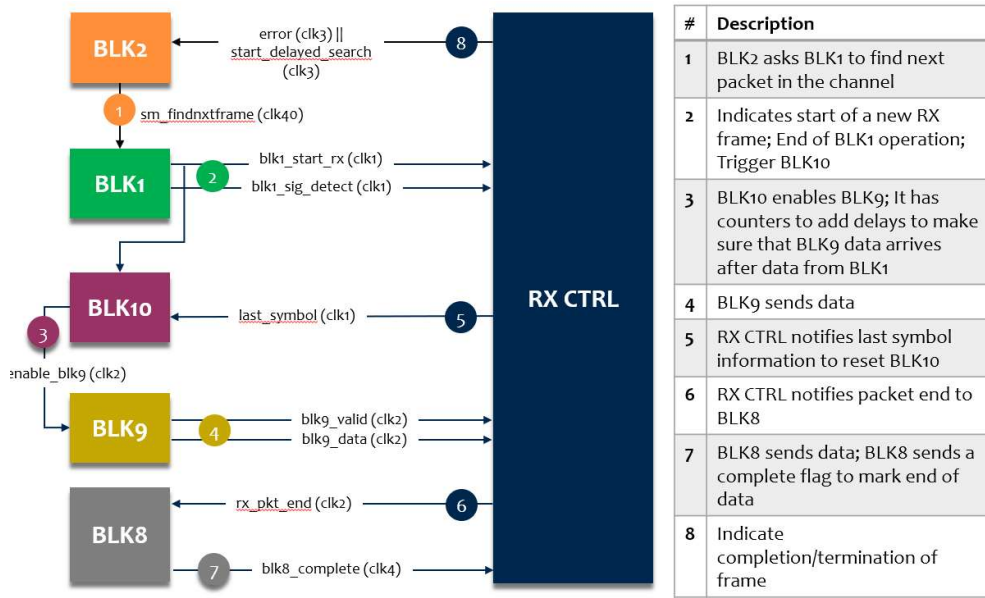 BLK2
error (clk3) ||
start_delayed_search
(clk3)
8
1
sm_findnxtframe (clk40)
BLK1
blk1_start_rx (clk1)
2
blk1_sig_detect (clk1)
BLK10
last_symbol (clk1)
5
RX CTRL
3
enable_blk9 (clk2)
BLK9
blk9_valid (clk2)
4
blk9_data (clk2)
BLK8
rx_pkt_end (clk2)
6
7
blk8_complete (clk4)
# Description
1 BLK2 asks BLK1 to find next
packet in the channel
2 Indicates start of a new RX
frame; End of BLK1 operation;
Trigger BLK10
3 BLK10 enables BLK9; It has
counters to add delays to make
sure that BLK9 data arrives
after data from BLK1
4 BLK9 sends data
5 RX CTRL notifies last symbol
information to reset BLK10
6 RX CTRL notifies packet end to
BLK8
7 BLK8 sends data; BLK8 sends a
complete flag to mark end of
data
8 Indicate
completion/termination of
frame